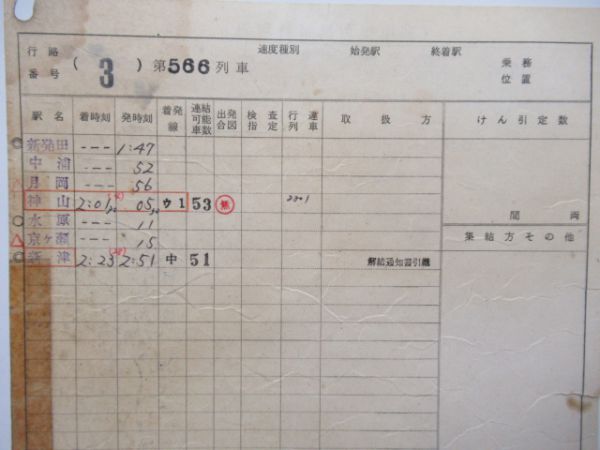 行路番号 ( 3 ) 第566列車 速度種別 始発駅 終着駅 乗務位置
駅名 着時刻 発時刻 着発線 連結可能車数 出発合図 検査指定 行違列車 取扱方 けん引定数
新発田 --- 1:47
中浦 --- 52
月岡 --- 56
神山 2:01 05 ウ1 53 無 2301
水原 --- 11
間 両
京ヶ瀬 --- 15
集結方その他
新津 2:23 2:51 中 51 解結通知書引継